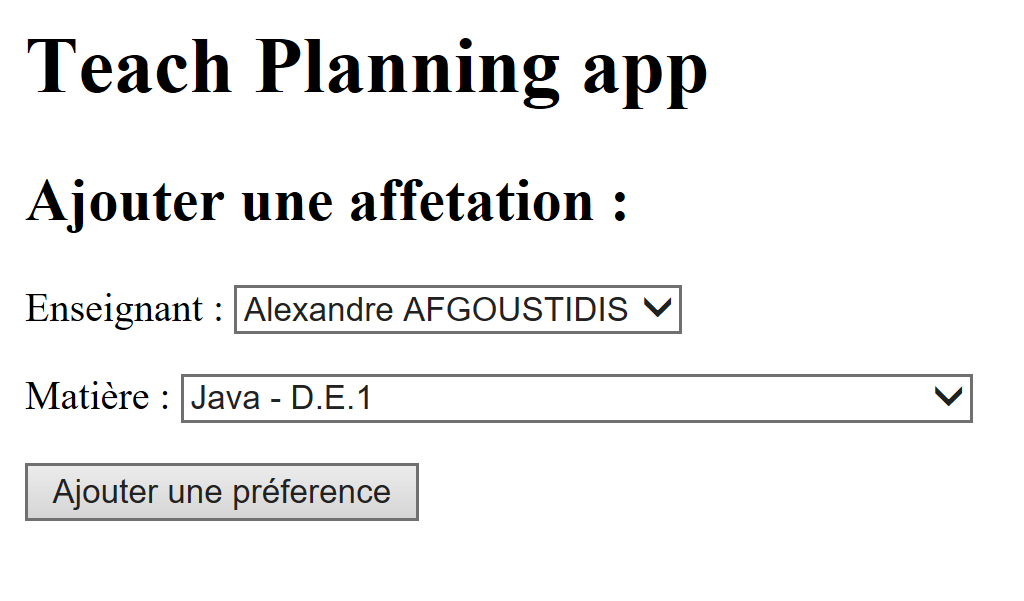 Teach Planning app
Ajouter une affetation :
Enseignant : Alexandre AFGOUSTIDIS
Matière : Java - D.E.1
Ajouter une préference